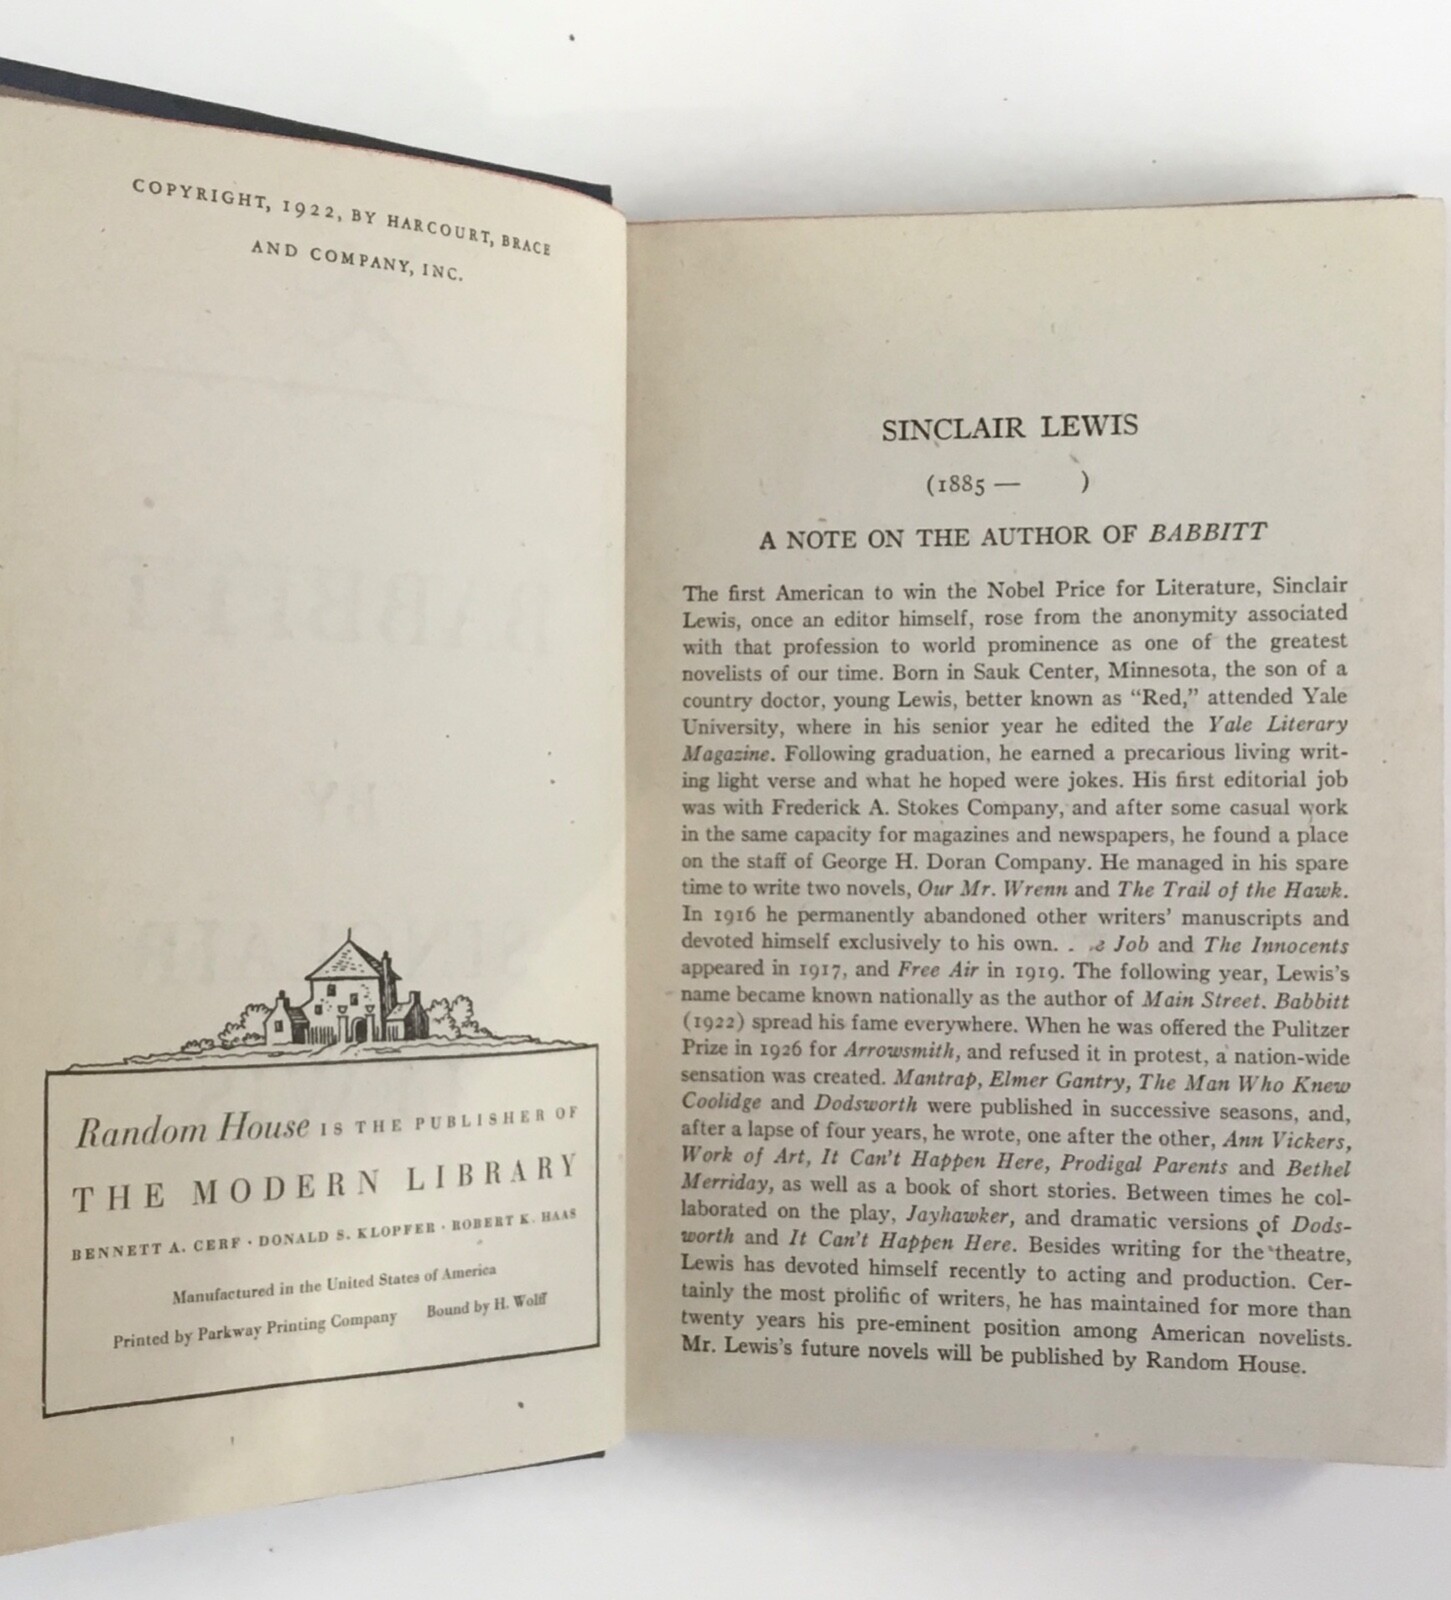 COPYRIGHT, 1922, BY HARCOURT, BRACE
AND COMPANY, INC.
Random House IS THE PUBLISHER OF
THE MODERN LIBRARY
BENNETT A. CERF · DONALD S. KLOPFER · ROBERT K. HAAS
Manufactured in the United States of America
Printed by Parkway Printing Company Bound by H. Wolff
SINCLAIR LEWIS
(1885 — )
A NOTE ON THE AUTHOR OF BABBITT
The first American to win the Nobel Price for Literature, Sinclair
Lewis, once an editor himself, rose from the anonymity associated
with that profession to world prominence as one of the greatest
novelists of our time. Born in Sauk Center, Minnesota, the son of a
country doctor, young Lewis, better known as “Red,” attended Yale
University, where in his senior year he edited the Yale Literary
Magazine. Following graduation, he earned a precarious living writ-
ing light verse and what he hoped were jokes. His first editorial job
was with Frederick A. Stokes Company, and after some casual work
in the same capacity for magazines and newspapers, he found a place
on the staff of George H. Doran Company. He managed in his spare
time to write two novels, Our Mr. Wrenn and The Trail of the Hawk.
In 1916 he permanently abandoned other writers’ manuscripts and
devoted himself exclusively to his own. Job and The Innocents
appeared in 1917, and Free Air in 1919. The following year, Lewis’s
name became known nationally as the author of Main Street. Babbitt
(1922) spread his fame everywhere. When he was offered the Pulitzer
Prize in 1926 for Arrowsmith, and refused it in protest, a nation-wide
sensation was created. Mantrap, Elmer Gantry, The Man Who Knew
Coolidge and Dodsworth were published in successive seasons, and,
after a lapse of four years, he wrote, one after the other, Ann Vickers,
Work of Art, It Can’t Happen Here, Prodigal Parents and Bethel
Merriday, as well as a book of short stories. Between times he col-
laborated on the play, Jayhawker, and dramatic versions of Dods-
worth and It Can’t Happen Here. Besides writing for the theatre,
Lewis has devoted himself recently to acting and production. Cer-
tainly the most prolific of writers, he has maintained for more than
twenty years his pre-eminent position among American novelists.
Mr. Lewis’s future novels will be published by Random House.